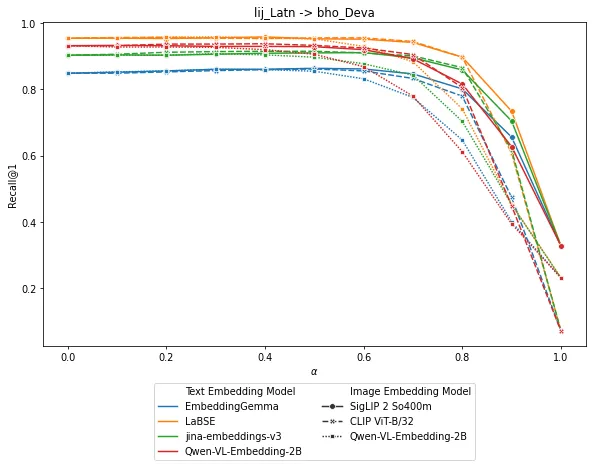 lij_Latn -> bho_Deva
1.0
0.8
0.6
0.4
0.2
Recall@1
0.0 0.2 0.4 0.6 0.8 1.0
α
Text Embedding Model
EmbeddingGemma
LaBSE
jina-embeddings-v3
Qwen-VL-Embedding-2B
Image Embedding Model
SigLIP 2 So400m
CLIP ViT-B/32
Qwen-VL-Embedding-2B